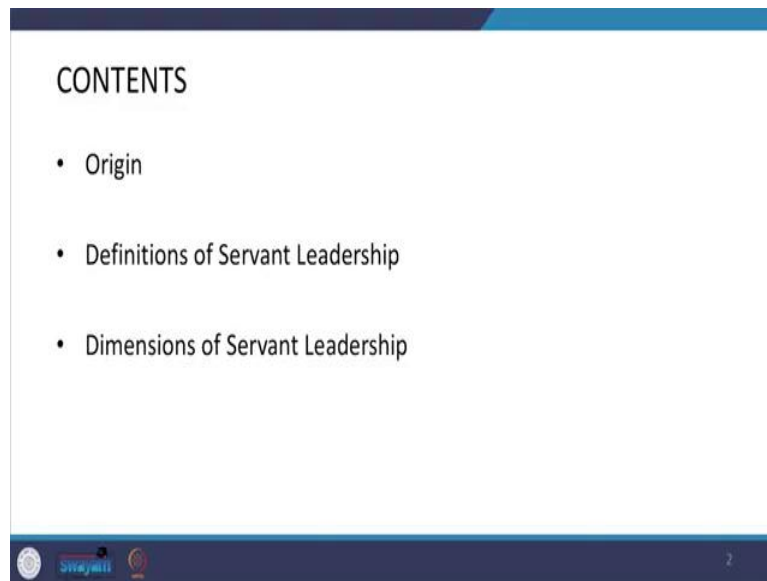 CONTENTS
• Origin
• Definitions of Servant Leadership
• Dimensions of Servant Leadership
swayam
2